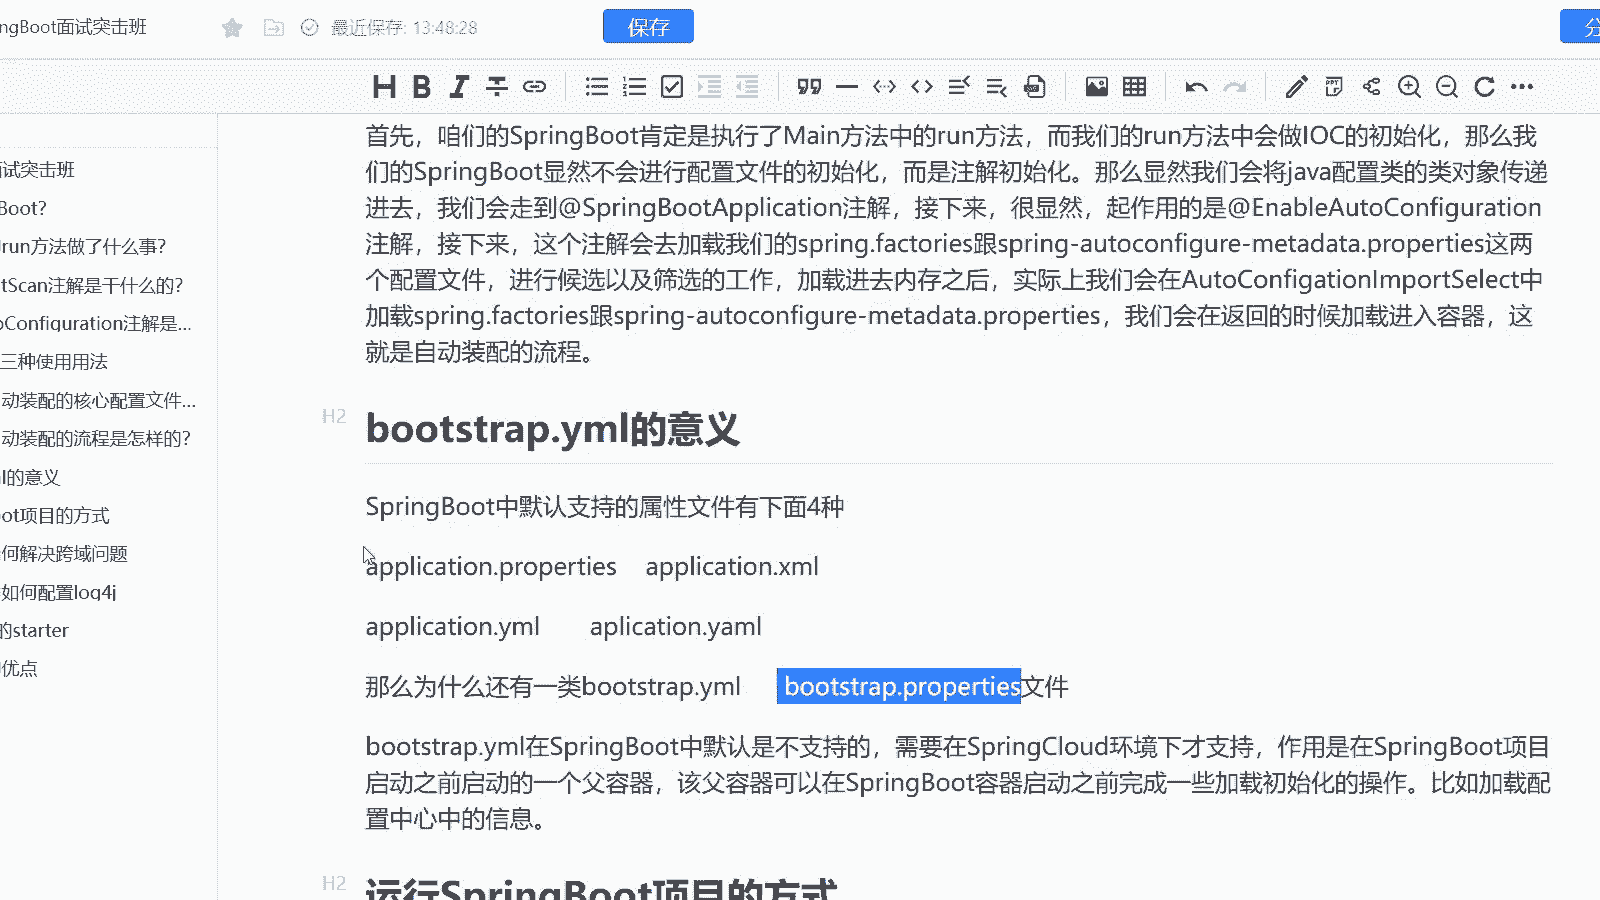 ngBoot面试突击班
最近保存: 13:48:28
保存
分
首先，咱们的SpringBoot肯定是执行了Main方法中的run方法，而我们的run方法中会做IOC的初始化，那么我
们的SpringBoot显然不会进行配置文件的初始化，而是注解初始化。那么显然我们会将java配置类的类对象传递
进去，我们会走到@SpringBootApplication注解，接下来，很显然，起作用的是@EnableAutoConfiguration
注解，接下来，这个注解会去加载我们的spring.factories跟spring-autoconfigure-metadata.properties这两
个配置文件，进行候选以及筛选的工作，加载进去内存之后，实际上我们会在AutoConfigationImportSelect中
加载spring.factories跟spring-autoconfigure-metadata.properties，我们会在返回的时候加载进入容器，这
就是自动装配的流程。
试突击班
Boot?
run方法做了什么事?
tScan注解是干什么的?
oConfiguration注解是...
三种使用用法
动装配的核心配置文件...
动装配的流程是怎样的?
l的意义
ot项目的方式
何解决跨域问题
如何配置log4j
的starter
优点
H2
bootstrap.yml的意义
SpringBoot中默认支持的属性文件有下面4种
application.properties application.xml
application.yml aplication.yaml
那么为什么还有一类bootstrap.yml bootstrap.properties文件
bootstrap.yml在SpringBoot中默认是不支持的，需要在SpringCloud环境下才支持，作用是在SpringBoot项目
启动之前启动的一个父容器，该父容器可以在SpringBoot容器启动之前完成一些加载初始化的操作。比如加载配
置中心中的信息。
H2
运行SpringBoot项目的方式